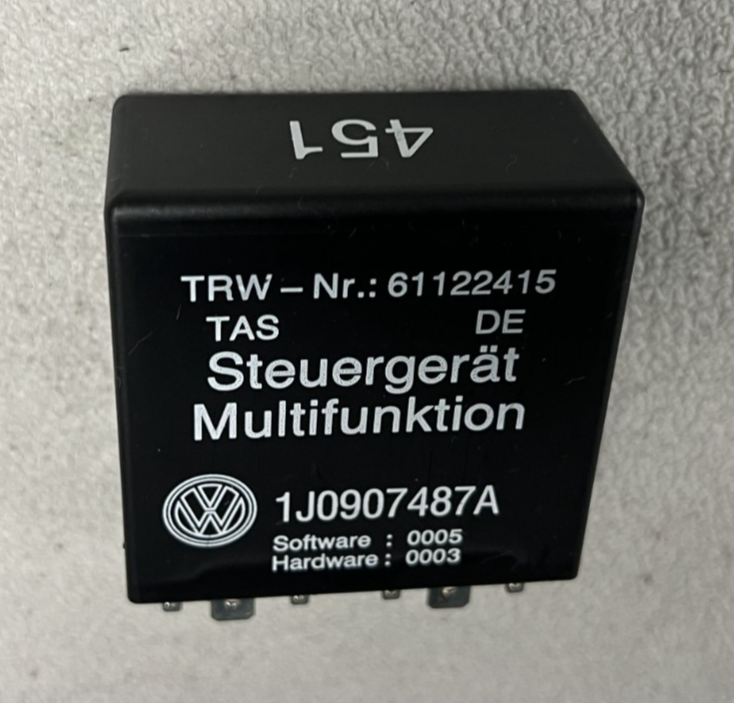 451
TRW – Nr.: 61122415
TAS DE
Steuergerät
Multifunktion
1J0907487A
Software : 0005
Hardware : 0003